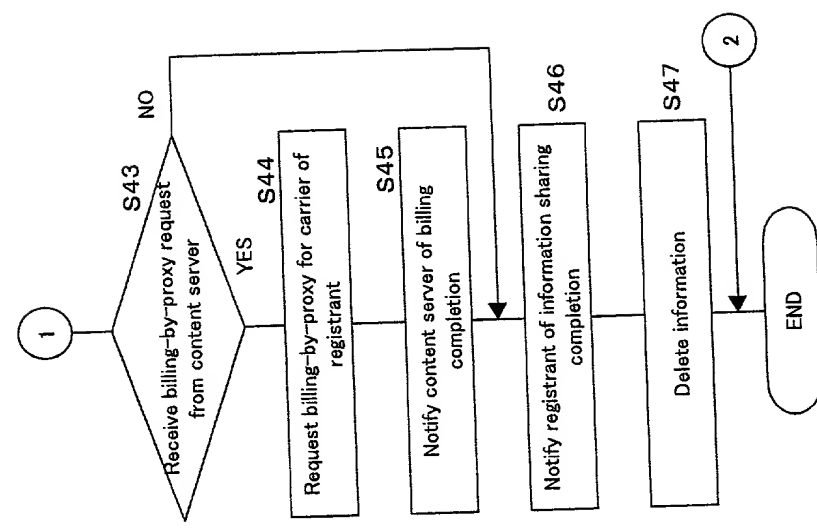 1
S43
Receive billing-by-proxy request
from content server
NO
YES
S44
Request billing-by-proxy for carrier of
registrant
S45
Notify content server of billing
completion
S46
Notify registrant of information sharing
completion
S47
Delete information
2
END